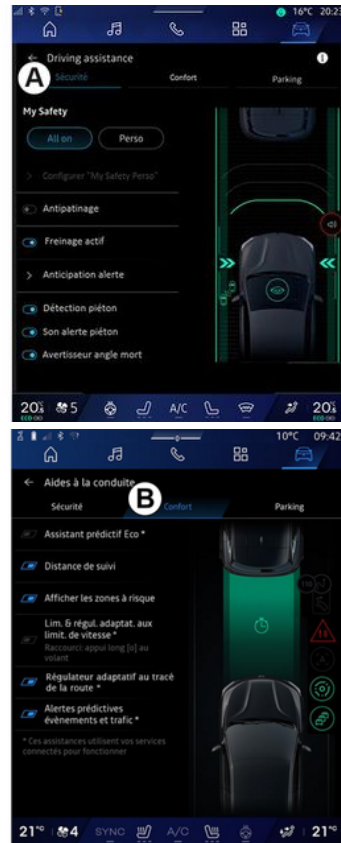 16°C 20:23
Driving assistance
A
Sécurité
Confort
Parking
My Safety
All on
Perso
Configurer "My Safety Perso"
Antipatinage
Freinage actif
Anticipation alerte
Détection piéton
Son alerte piéton
Avertisseur angle mort
5
A/C
10°C 09:42
Aides à la conduite
B
Sécurité
Confort
Parking
Assistant prédictif Eco *
Distance de suivi
Afficher les zones à risque
Lim. & régul. adaptat. aux
limit. de vitesse *
Raccourci: appui long [o] au
volant
Régulateur adaptatif au tracé
de la route *
Alertes prédictives
évènements et trafic *
* Ces assistances utilisent vos services
connectés pour fonctionner
21°C 4 SYNC A/C 21°C